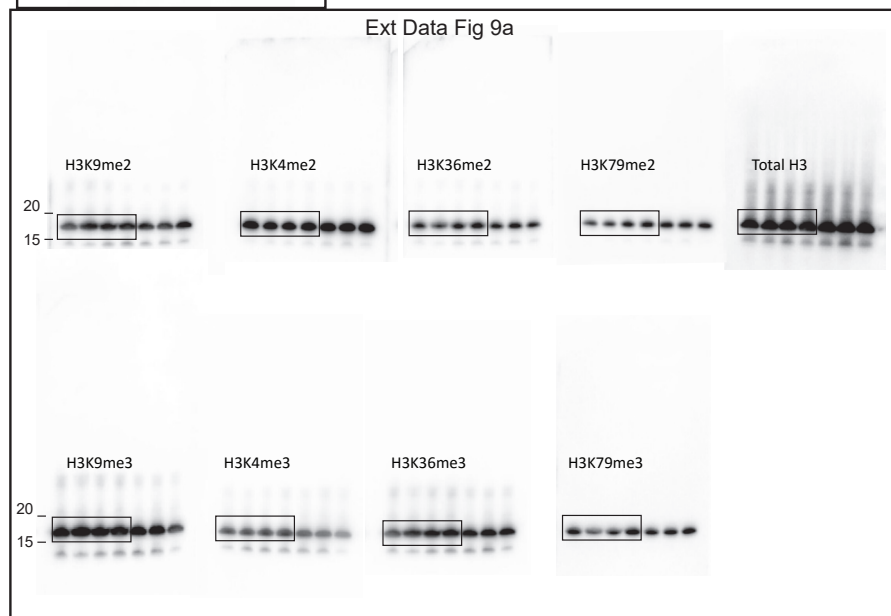 Ext Data Fig 9a
H3K9me2
H3K4me2
H3K36me2
H3K79me2
Total H3
20
15
H3K9me3
H3K4me3
H3K36me3
H3K79me3
20
15